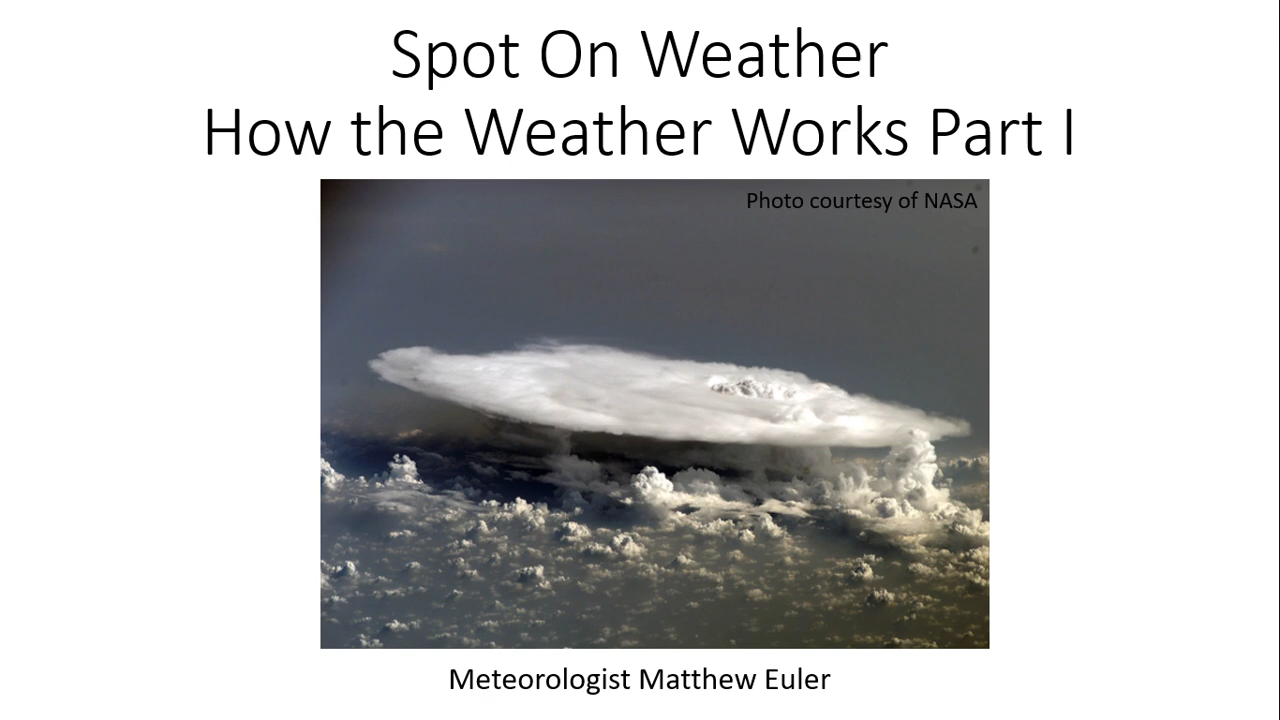 Spot On Weather
How the Weather Works Part I
Photo courtesy of NASA
Meteorologist Matthew Euler